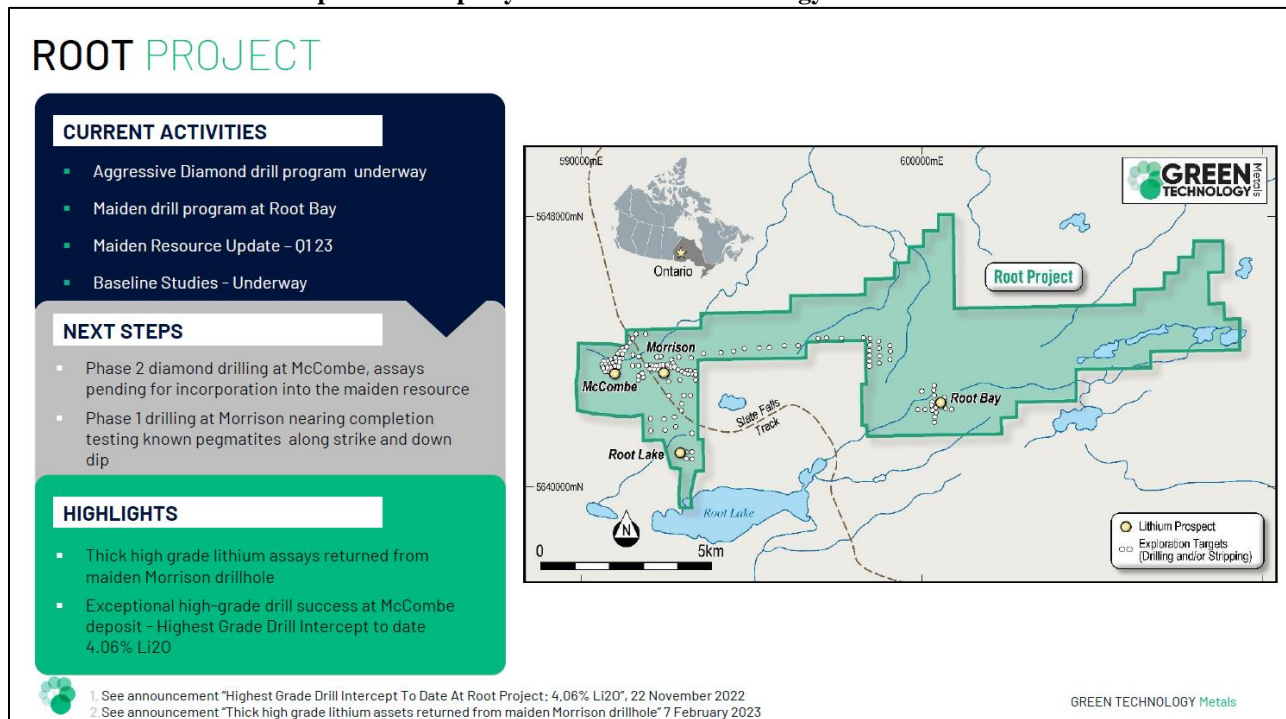 ROOT PROJECT
CURRENT ACTIVITIES
▪ Aggressive Diamond drill program underway
▪ Maiden drill program at Root Bay
▪ Maiden Resource Update – Q1 23
▪ Baseline Studies - Underway
NEXT STEPS
▪ Phase 2 diamond drilling at McCombe, assays
pending for incorporation into the maiden resource
▪ Phase 1 drilling at Morrison nearing completion
testing known pegmatites along strike and down
dip
HIGHLIGHTS
▪ Thick high grade lithium assays returned from
maiden Morrison drillhole
▪ Exceptional high-grade drill success at McCombe
deposit - Highest Grade Drill Intercept to date
4.06% Li2O
590000mE
600000mE
GREEN
TECHNOLOGY
Metals
5648000mN
Ontario
Root Project
Morrison
McCombe
Root Bay
Slate Falls
Track
Root Lake
5640000mN
Root Lake
N
0
5km
Lithium Prospect
Exploration Targets
(Drilling and/or Stripping)
1. See announcement "Highest Grade Drill Intercept To Date At Root Project; 4.06% Li2O", 22 November 2022
2. See announcement "Thick high grade lithium assets returned from maiden Morrison drillhole" 7 February 2023
GREEN TECHNOLOGY Metals